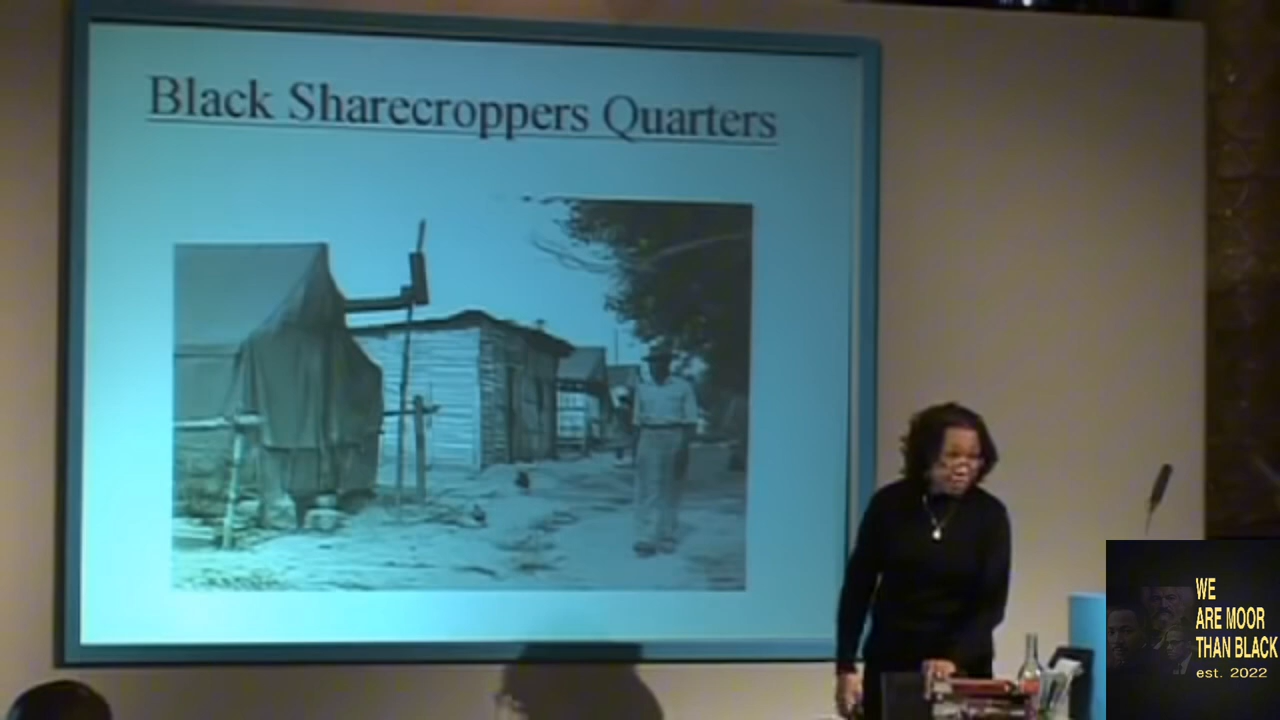 Black Sharecroppers Quarters
WE
ARE MOOR
THAN BLACK
est. 2022